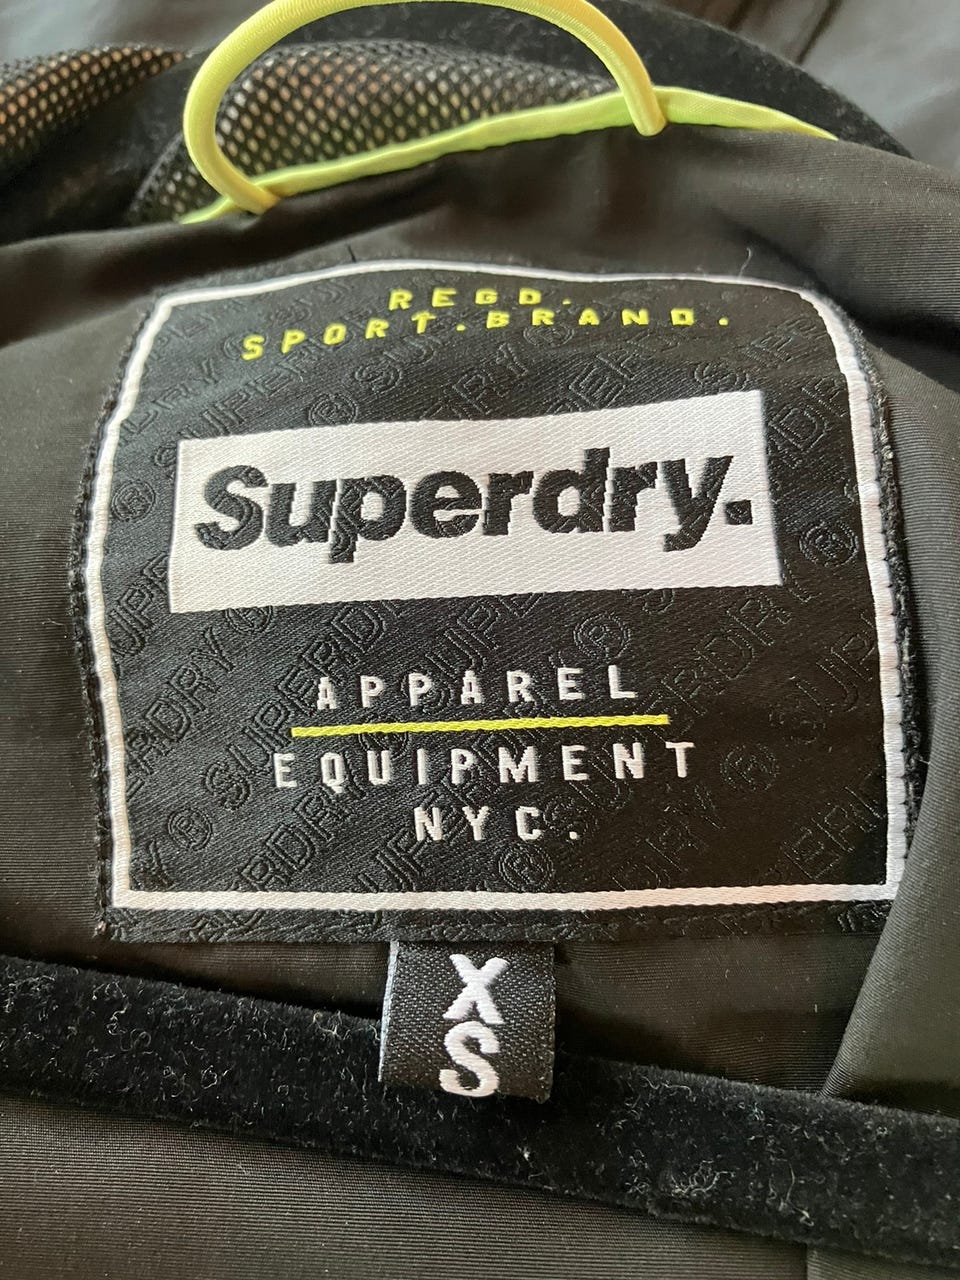 REGD.
SPORT.BRAND.
Superdry.
APPAREL
EQUIPMENT
NYC.
XS